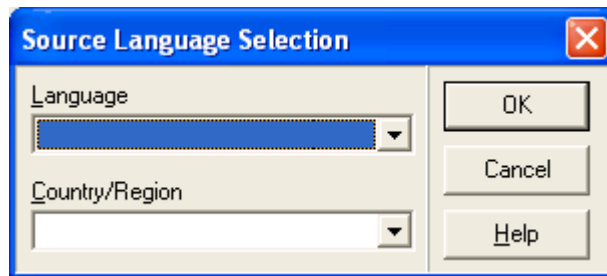 Source Language Selection
Language
OK
Cancel
Country/Region
Help